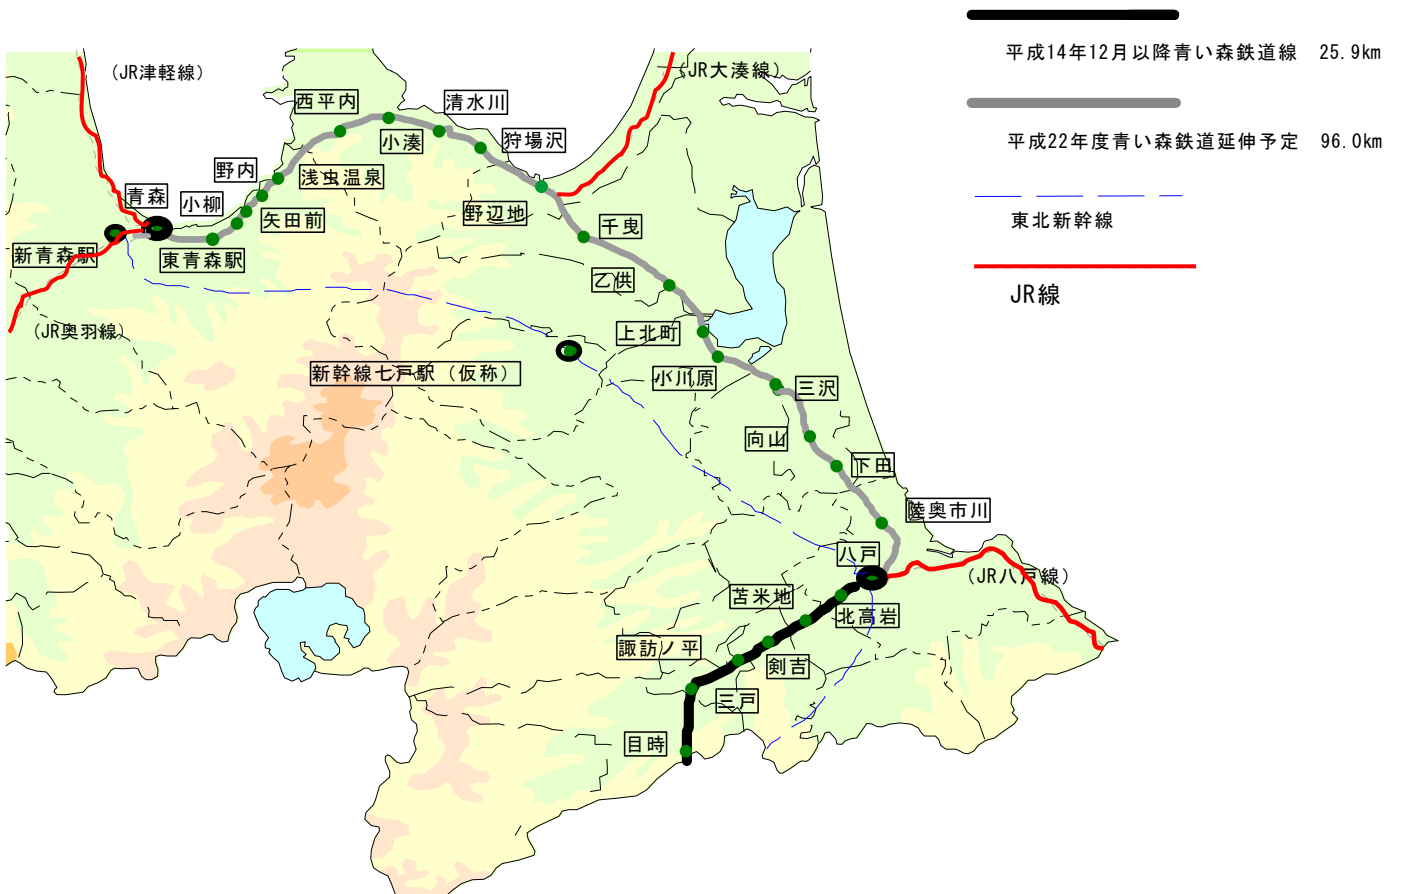 平成14年12月以降青い森鉄道線　25.9km
平成22年度青い森鉄道延伸予定　96.0km
東北新幹線
JR線
(JR津軽線)
(JR大湊線)
西平内
清水川
小湊
狩場沢
野内
浅虫温泉
青森
小柳
矢田前
野辺地
千曳
新青森駅
東青森駅
乙供
(JR奥羽線)
上北町
新幹線七戸駅（仮称）
小川原
三沢
向山
下田
陸奥市川
八戸
(JR八戸線)
苫米地
北高岩
諏訪ノ平
剣吉
三戸
目時